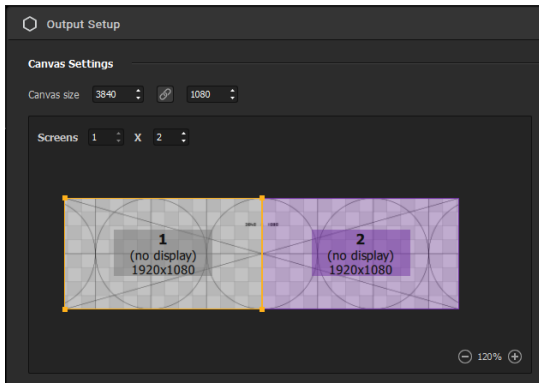 Output Setup
Canvas Settings
Canvas size 3840 1080
Screens 1 X 2
1
(no display)
1920x1080
2
(no display)
1920x1080
120%